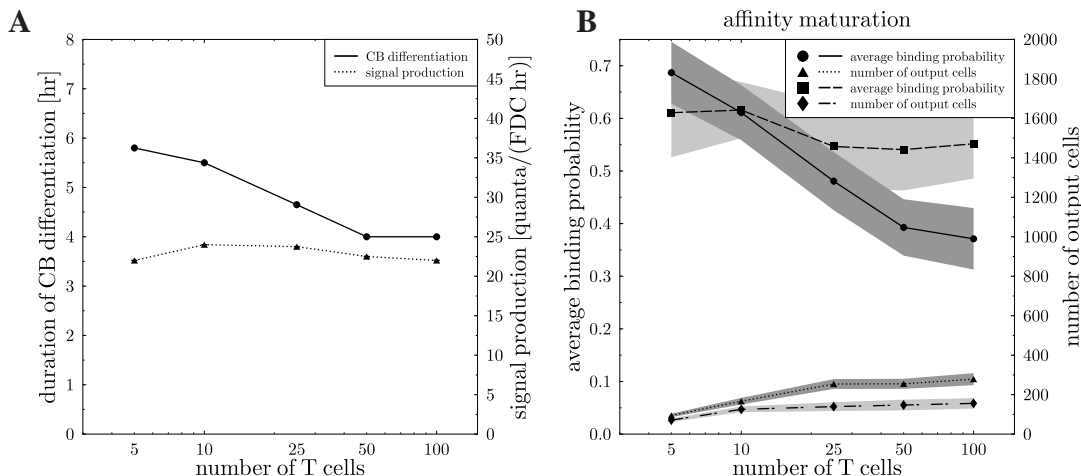 A
8
7
6
5
4
3
2
1
0
duration of CB differentiation [hr]
CB differentiation
signal production
50
45
40
35
30
25
20
15
10
5
0
signal production [quanta/(FDC hr)]
5 10 25 50 100
number of T cells
B
affinity maturation
0.7
0.6
0.5
0.4
0.3
0.2
0.1
0.0
average binding probability
average binding probability
number of output cells
average binding probability
number of output cells
2000
1800
1600
1400
1200
1000
800
600
400
200
0
number of output cells
5 10 25 50 100
number of T cells